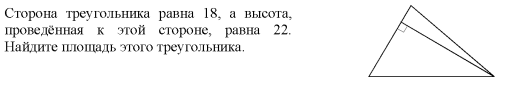 Сторона треугольника равна 18, а высота,
проведённая к этой стороне, равна 22.
Найдите площадь этого треугольника.